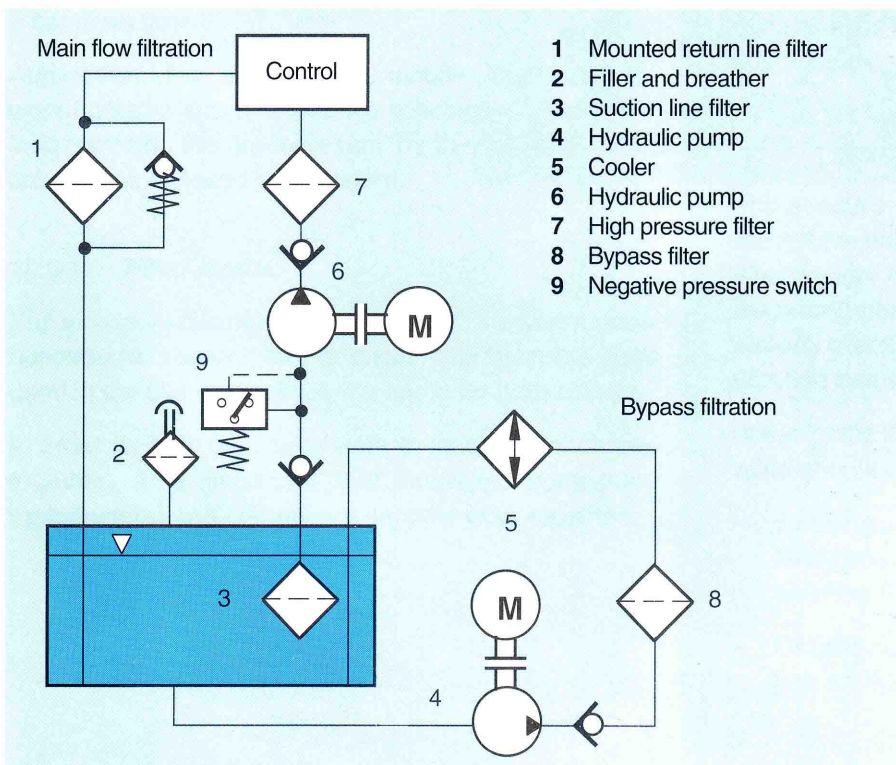 Main flow filtration
Control
1 Mounted return line filter
2 Filler and breather
3 Suction line filter
4 Hydraulic pump
5 Cooler
6 Hydraulic pump
7 High pressure filter
8 Bypass filter
9 Negative pressure switch
1
7
6
M
9
2
Bypass filtration
5
3
M
8
4